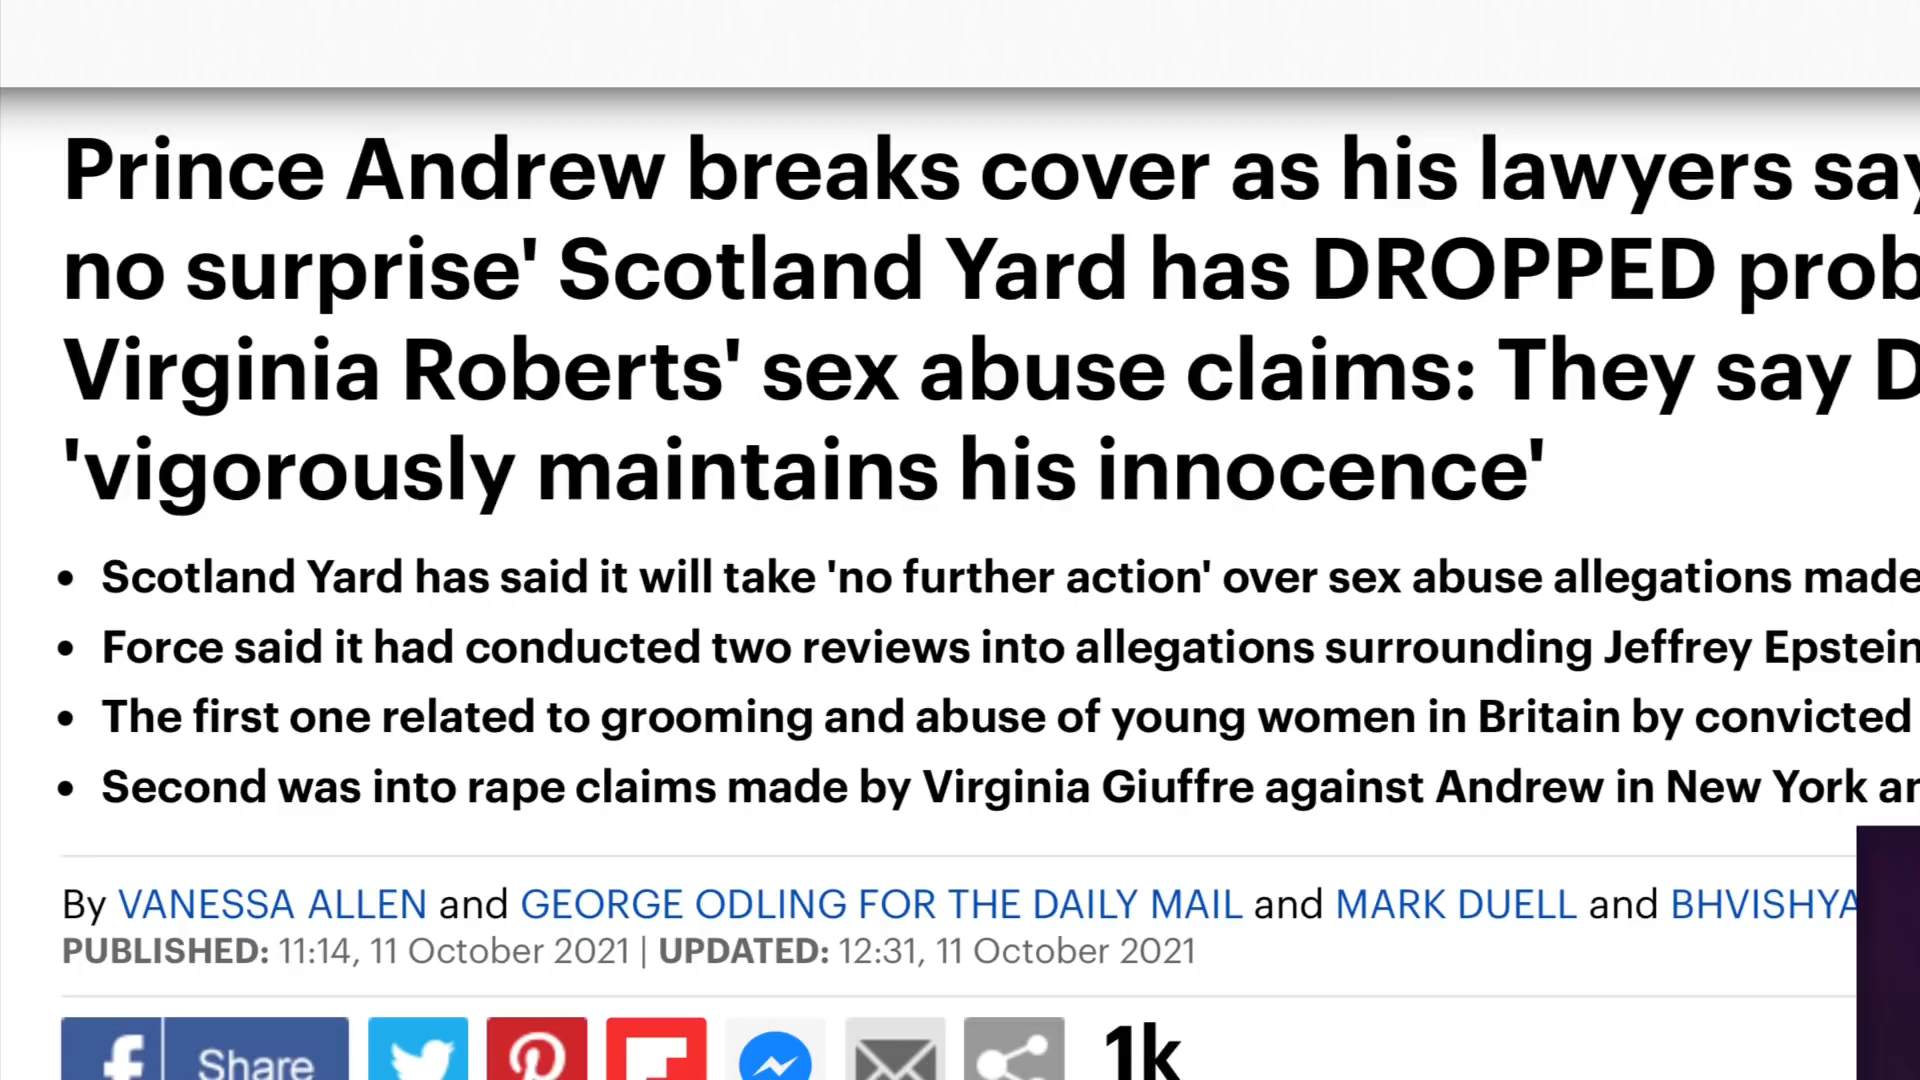 Prince Andrew breaks cover as his lawyers say
no surprise' Scotland Yard has DROPPED prob
Virginia Roberts' sex abuse claims: They say D
'vigorously maintains his innocence'
• Scotland Yard has said it will take 'no further action' over sex abuse allegations made
• Force said it had conducted two reviews into allegations surrounding Jeffrey Epstein
• The first one related to grooming and abuse of young women in Britain by convicted
• Second was into rape claims made by Virginia Giuffre against Andrew in New York an
By VANESSA ALLEN and GEORGE ODLING FOR THE DAILY MAIL and MARK DUELL and BHVISHYA
PUBLISHED: 11:14, 11 October 2021 | UPDATED: 12:31, 11 October 2021
Share 1k